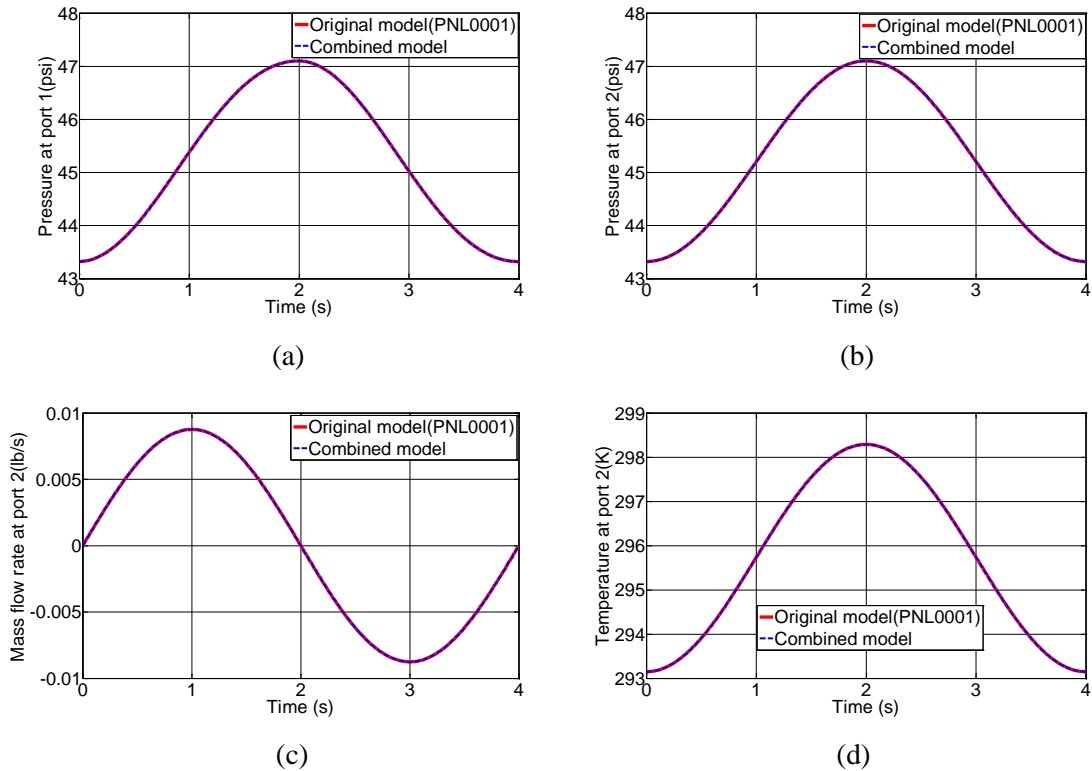 48
47
46
45
44
43
Pressure at port 1(psi)
Original model(PNL0001)
Combined model
0 1 2 3 4
Time (s)
(a)
48
47
46
45
44
43
Pressure at port 2(psi)
Original model(PNL0001)
Combined model
0 1 2 3 4
Time (s)
(b)
0.01
0.005
0
-0.005
-0.01
Mass flow rate at port 2(lb/s)
Original model(PNL0001)
Combined model
0 1 2 3 4
Time (s)
(c)
299
298
297
296
295
294
293
Temperature at port 2(K)
Original model(PNL0001)
Combined model
0 1 2 3 4
Time (s)
(d)